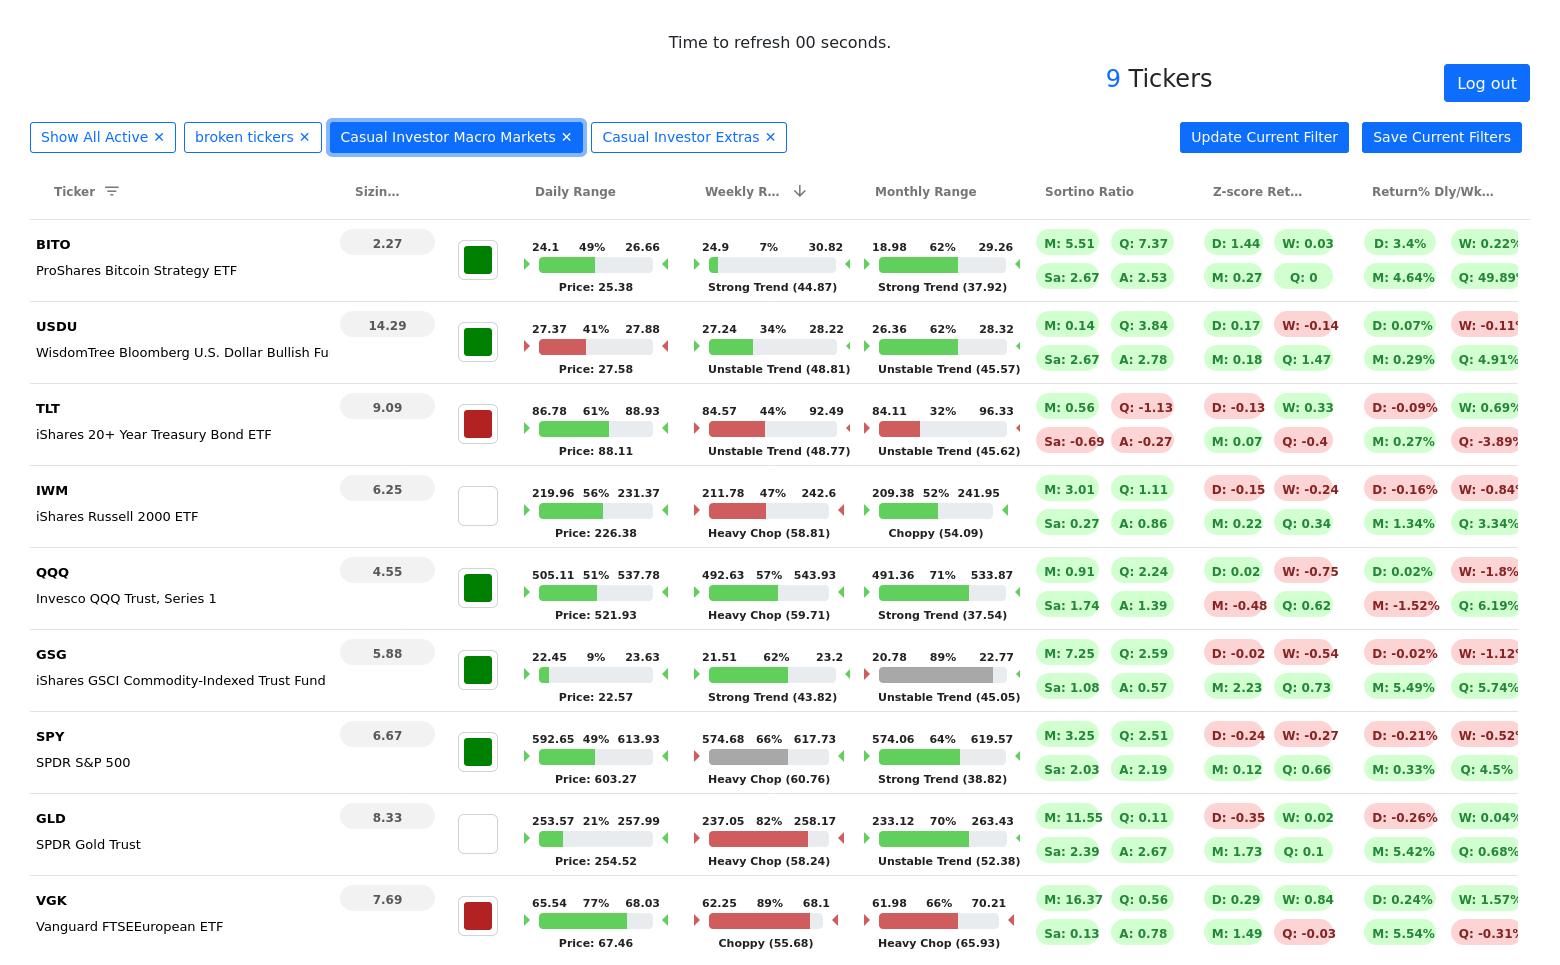 Time to refresh 00 seconds.
9 Tickers
Log out
Show All Active ✕ broken tickers ✕ Casual Investor Macro Markets ✕ Casual Investor Extras ✕ Update Current Filter Save Current Filters
Ticker Sizin... Daily Range Weekly R... Monthly Range Sortino Ratio Z-score Ret... Return% Dly/Wk...
BITO 2.27 24.1 49% 26.66 24.9 7% 30.82 18.98 62% 29.26 M: 5.51 Q: 7.37 D: 1.44 W: 0.03 D: 3.4% W: 0.22%
ProShares Bitcoin Strategy ETF Price: 25.38 Strong Trend (44.87) Strong Trend (37.92) Sa: 2.67 A: 2.53 M: 0.27 Q: 0 M: 4.64% Q: 49.89%
USDU 14.29 27.37 41% 27.88 27.24 34% 28.22 26.36 62% 28.32 M: 0.14 Q: 3.84 D: 0.17 W: -0.14 D: 0.07% W: -0.11%
WisdomTree Bloomberg U.S. Dollar Bullish Fu Price: 27.58 Unstable Trend (48.81) Unstable Trend (45.57) Sa: 2.67 A: 2.78 M: 0.18 Q: 1.47 M: 0.29% Q: 4.91%
TLT 9.09 86.78 61% 88.93 84.57 44% 92.49 84.11 32% 96.33 M: 0.56 Q: -1.13 D: -0.13 W: 0.33 D: -0.09% W: 0.69%
iShares 20+ Year Treasury Bond ETF Price: 88.11 Unstable Trend (48.77) Unstable Trend (45.62) Sa: -0.69 A: -0.27 M: 0.07 Q: -0.4 M: 0.27% Q: -3.89%
IWM 6.25 219.96 56% 231.37 211.78 47% 242.6 209.38 52% 241.95 M: 3.01 Q: 1.11 D: -0.15 W: -0.24 D: -0.16% W: -0.84%
iShares Russell 2000 ETF Price: 226.38 Heavy Chop (58.81) Choppy (54.09) Sa: 0.27 A: 0.86 M: 0.22 Q: 0.34 M: 1.34% Q: 3.34%
QQQ 4.55 505.11 51% 537.78 492.63 57% 543.93 491.36 71% 533.87 M: 0.91 Q: 2.24 D: 0.02 W: -0.75 D: 0.02% W: -1.8%
Invesco QQQ Trust, Series 1 Price: 521.93 Heavy Chop (59.71) Strong Trend (37.54) Sa: 1.74 A: 1.39 M: -0.48 Q: 0.62 M: -1.52% Q: 6.19%
GSG 5.88 22.45 9% 23.63 21.51 62% 23.2 20.78 89% 22.77 M: 7.25 Q: 2.59 D: -0.02 W: -0.54 D: -0.02% W: -1.12%
iShares GSCI Commodity-Indexed Trust Fund Price: 22.57 Strong Trend (43.82) Unstable Trend (45.05) Sa: 1.08 A: 0.57 M: 2.23 Q: 0.73 M: 5.49% Q: 5.74%
SPY 6.67 592.65 49% 613.93 574.68 66% 617.73 574.06 64% 619.57 M: 3.25 Q: 2.51 D: -0.24 W: -0.27 D: -0.21% W: -0.52%
SPDR S&P 500 Price: 603.27 Heavy Chop (60.76) Strong Trend (38.82) Sa: 2.03 A: 2.19 M: 0.12 Q: 0.66 M: 0.33% Q: 4.5%
GLD 8.33 253.57 21% 257.99 237.05 82% 258.17 233.12 70% 263.43 M: 11.55 Q: 0.11 D: -0.35 W: 0.02 D: -0.26% W: 0.04%
SPDR Gold Trust Price: 254.52 Heavy Chop (58.24) Unstable Trend (52.38) Sa: 2.39 A: 2.67 M: 1.73 Q: 0.1 M: 5.42% Q: 0.68%
VGK 7.69 65.54 77% 68.03 62.25 89% 68.1 61.98 66% 70.21 M: 16.37 Q: 0.56 D: 0.29 W: 0.84 D: 0.24% W: 1.57%
Vanguard FTSEEuropean ETF Price: 67.46 Choppy (55.68) Heavy Chop (65.93) Sa: 0.13 A: 0.78 M: 1.49 Q: -0.03 M: 5.54% Q: -0.31%